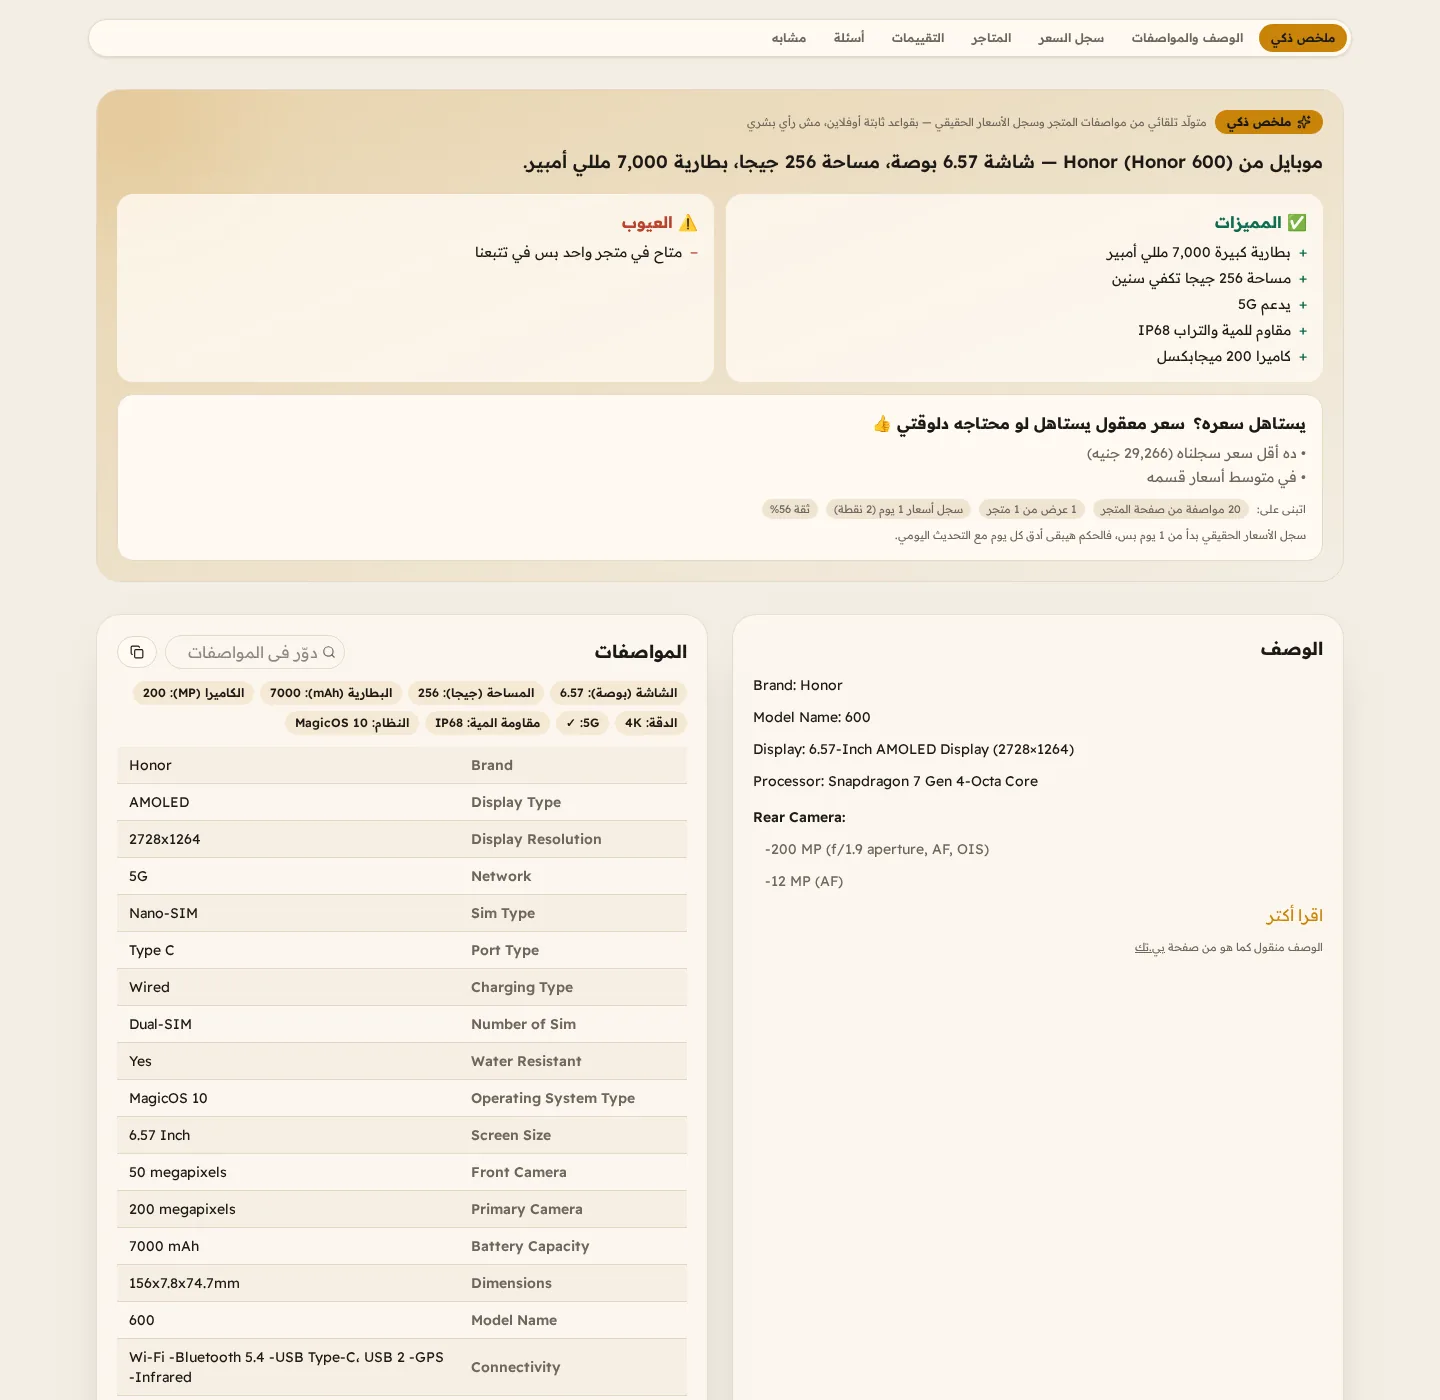 ملخص ذكي
الوصف والمواصفات
سجل السعر
المتاجر
التقييمات
أسئلة
مشابه
ملخص ذكي
متولّد تلقائي من مواصفات المتجر وسجل الأسعار الحقيقي — بقواعد ثابتة أوفلاين، مش رأي بشري
موبايل من Honor (Honor 600) — شاشة 6.57 بوصة، مساحة 256 جيجا، بطارية 7,000 مللي أمبير.
✅ المميزات
+ بطارية كبيرة 7,000 مللي أمبير
+ مساحة 256 جيجا تكفي سنين
+ يدعم 5G
+ مقاوم للمية والتراب IP68
+ كاميرا 200 ميجابكسل
⚠️ العيوب
− متاح في متجر واحد بس في تتبعنا
يستاهل سعره؟ سعر معقول يستاهل لو محتاجه دلوقتي 👍
• ده أقل سعر سجلناه (29,266 جنيه)
• في متوسط أسعار قسمه
اتبنى على: 20 مواصفة من صفحة المتجر 1 عرض من 1 متجر سجل أسعار 1 يوم (2 نقطة) ثقة 56%
سجل الأسعار الحقيقي بدأ من 1 يوم بس، فالحكم هيبقى أدق كل يوم مع التحديث اليومي.
الوصف
Brand: Honor
Model Name: 600
Display: 6.57-Inch AMOLED Display (2728×1264)
Processor: Snapdragon 7 Gen 4-Octa Core
Rear Camera:
-200 MP (f/1.9 aperture, AF, OIS)
-12 MP (AF)
اقرا أكتر
الوصف منقول كما هو من صفحة بي.تك
المواصفات
دوّر في المواصفات
الشاشة (بوصة): 6.57 المساحة (جيجا): 256 البطارية (mAh): 7000 الكاميرا (MP): 200
الدقة: 4K 5G: ✓ مقاومة المية: IP68 النظام: MagicOS 10
Brand Honor
Display Type AMOLED
Display Resolution 2728x1264
Network 5G
Sim Type Nano-SIM
Port Type Type C
Charging Type Wired
Number of Sim Dual-SIM
Water Resistant Yes
Operating System Type MagicOS 10
Screen Size 6.57 Inch
Front Camera 50 megapixels
Primary Camera 200 megapixels
Battery Capacity 7000 mAh
Dimensions 156x7.8x74.7mm
Model Name 600
Connectivity Wi-Fi -Bluetooth 5.4 -USB Type-C، USB 2 -GPS
-Infrared